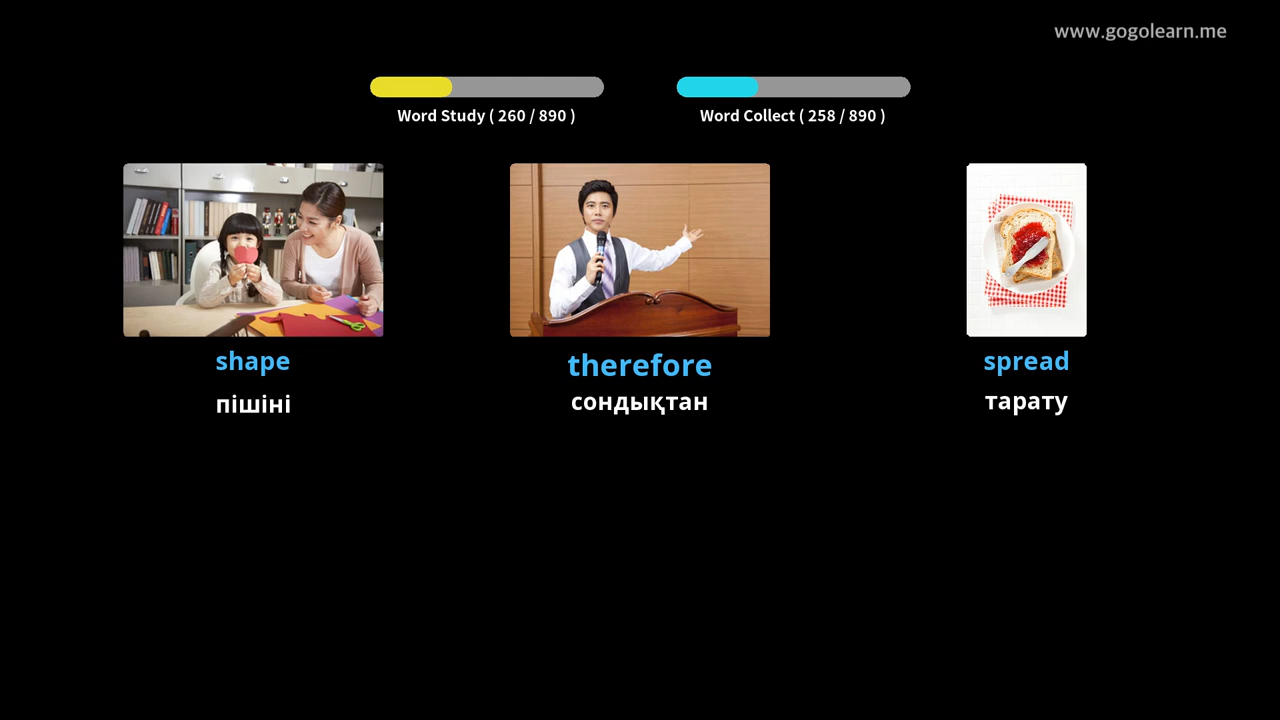 www.gogolearn.me
Word Study ( 260 / 890 )
Word Collect ( 258 / 890 )
shape
пішіні
therefore
сондықтан
spread
тарату